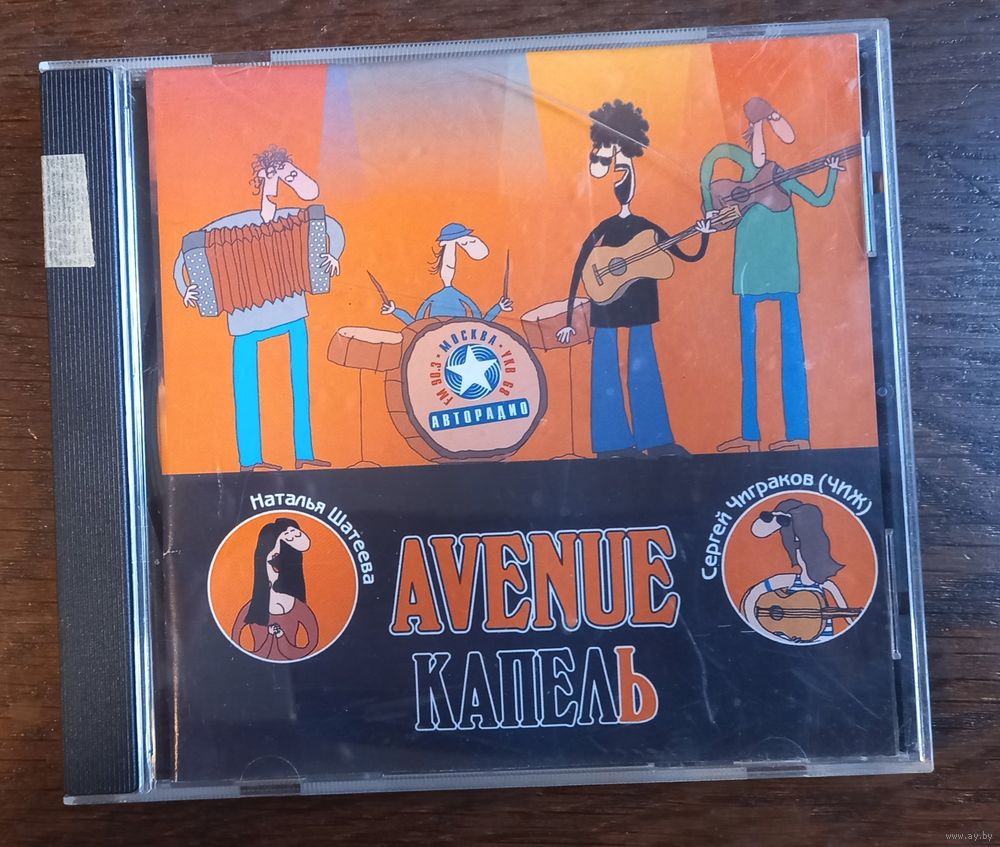 FM 90.3 • МОСКВА • УКВ 68
АВТОРАДИО
Наталья Шатеева
Сергей Чиграков (ЧИЖ)
AVENUE
КАПЕЛЬ
www.ay.by